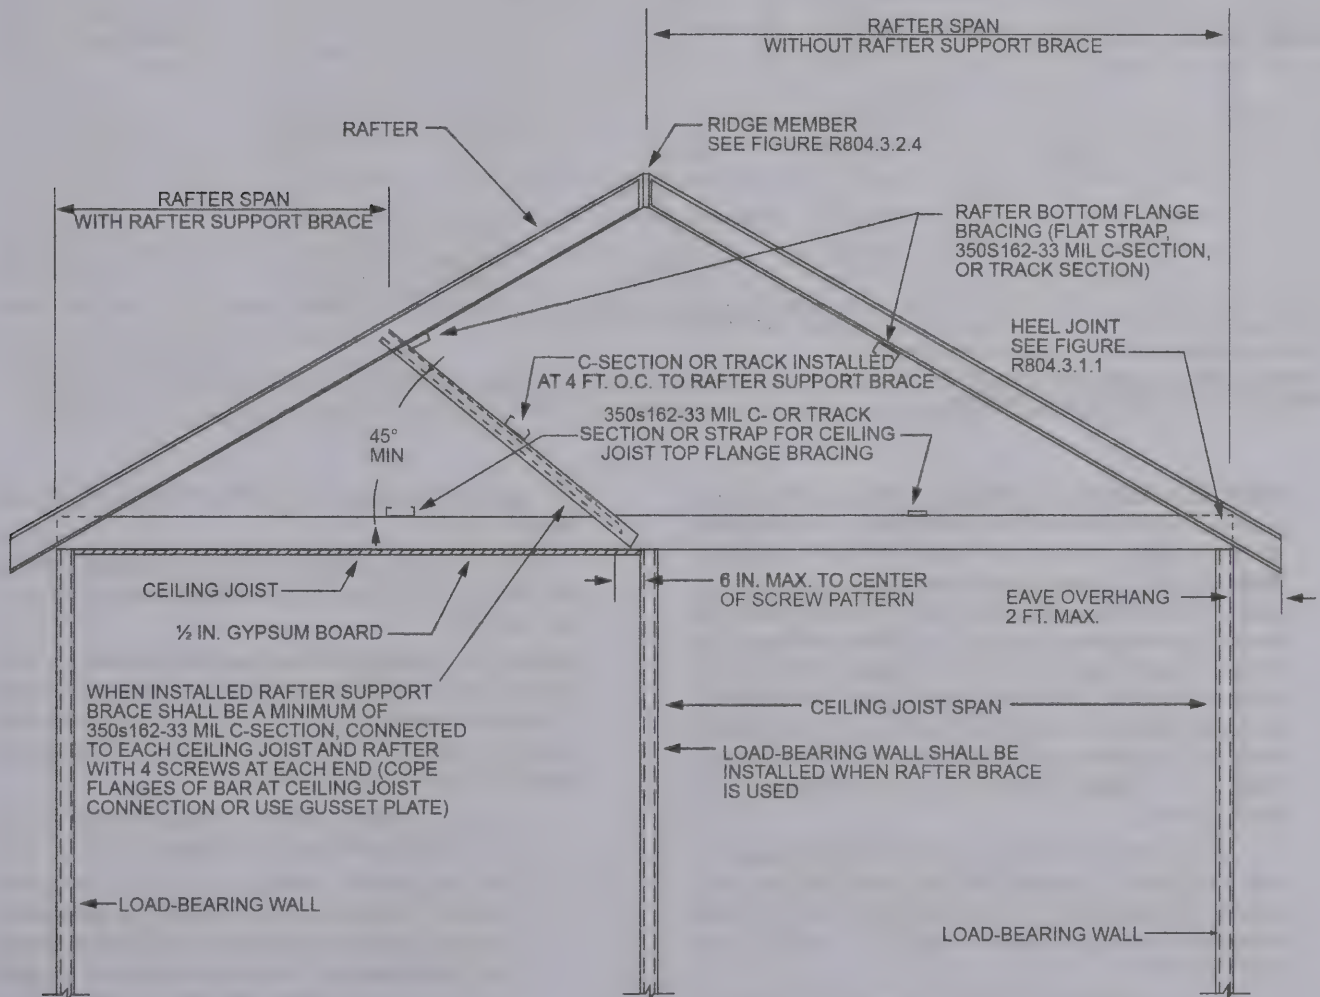 RAFTER SPAN
WITHOUT RAFTER SUPPORT BRACE
RAFTER
RIDGE MEMBER
SEE FIGURE R804.3.2.4
RAFTER SPAN
WITH RAFTER SUPPORT BRACE
RAFTER BOTTOM FLANGE
BRACING (FLAT STRAP,
350S162-33 MIL C-SECTION,
OR TRACK SECTION)
HEEL JOINT
SEE FIGURE
R804.3.1.1
C-SECTION OR TRACK INSTALLED
AT 4 FT. O.C. TO RAFTER SUPPORT BRACE
350s162-33 MIL C- OR TRACK
SECTION OR STRAP FOR CEILING
JOIST TOP FLANGE BRACING
45°
MIN
CEILING JOIST
½ IN. GYPSUM BOARD
6 IN. MAX. TO CENTER
OF SCREW PATTERN
EAVE OVERHANG
2 FT. MAX.
WHEN INSTALLED RAFTER SUPPORT
BRACE SHALL BE A MINIMUM OF
350s162-33 MIL C-SECTION, CONNECTED
TO EACH CEILING JOIST AND RAFTER
WITH 4 SCREWS AT EACH END (COPE
FLANGES OF BAR AT CEILING JOIST
CONNECTION OR USE GUSSET PLATE)
CEILING JOIST SPAN
LOAD-BEARING WALL SHALL BE
INSTALLED WHEN RAFTER BRACE
IS USED
LOAD-BEARING WALL
LOAD-BEARING WALL